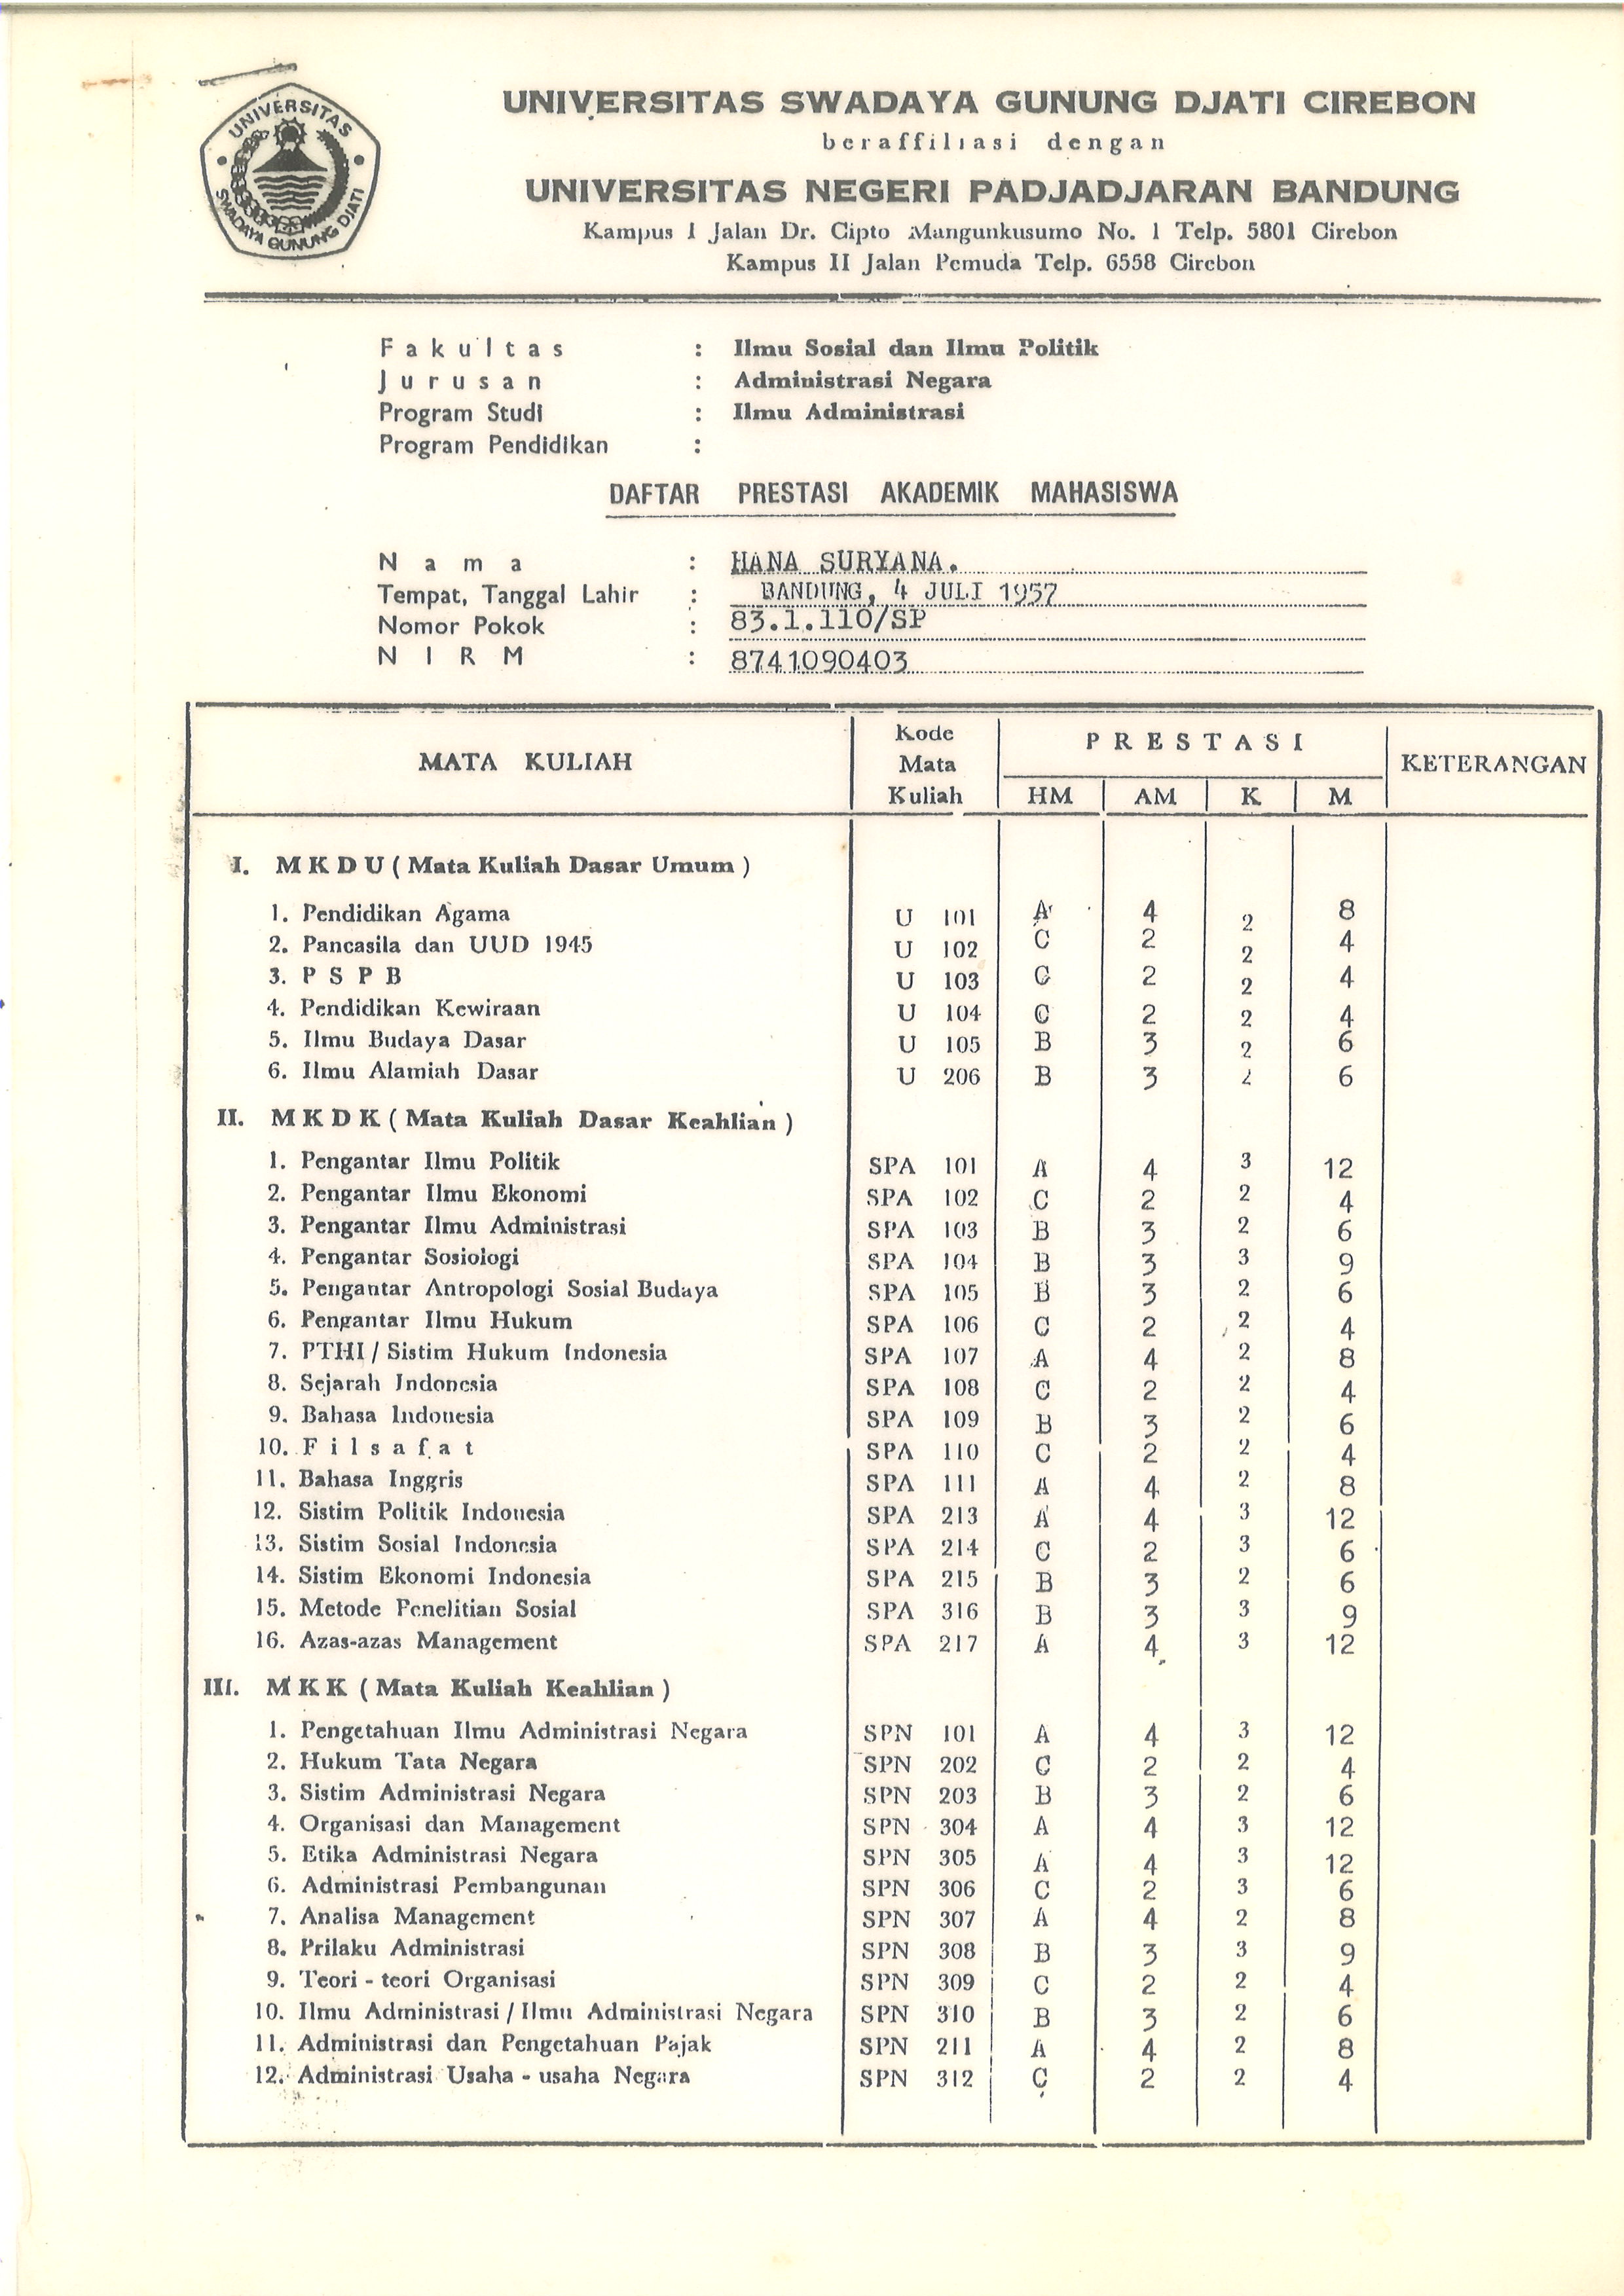 UNIVERSITAS SWADAYA GUNUNG DJATI
UNIVERSITAS SWADAYA GUNUNG DJATI CIREBON
beraffiliasi dengan
UNIVERSITAS NEGERI PADJADJARAN BANDUNG
Kampus I Jalan Dr. Cipto Mangunkusumo No. 1 Telp. 5801 Cirebon
Kampus II Jalan Pemuda Telp. 6558 Cirebon
Fakultas : Ilmu Sosial dan Ilmu Politik
Jurusan : Administrasi Negara
Program Studi : Ilmu Administrasi
Program Pendidikan :
DAFTAR PRESTASI AKADEMIK MAHASISWA
Nama : HANA SURYANA.
Tempat, Tanggal Lahir : BANDUNG, 4 JULI 1957
Nomor Pokok : 83.1.110/SP
NIRM : 8741090403
MATA KULIAH Kode Mata Kuliah PRESTASI KETERANGAN
HM AM K M
I. MKDU ( Mata Kuliah Dasar Umum )
1. Pendidikan Agama U 101 A 4 2 8
2. Pancasila dan UUD 1945 U 102 C 2 2 4
3. P S P B U 103 C 2 2 4
4. Pendidikan Kewiraan U 104 C 2 2 4
5. Ilmu Budaya Dasar U 105 B 3 2 6
6. Ilmu Alamiah Dasar U 206 B 3 2 6
II. MKDK ( Mata Kuliah Dasar Keahlian )
1. Pengantar Ilmu Politik SPA 101 A 4 3 12
2. Pengantar Ilmu Ekonomi SPA 102 C 2 2 4
3. Pengantar Ilmu Administrasi SPA 103 B 3 2 6
4. Pengantar Sosiologi SPA 104 B 3 3 9
5. Pengantar Antropologi Sosial Budaya SPA 105 B 3 2 6
6. Pengantar Ilmu Hukum SPA 106 C 2 2 4
7. PTHI / Sistim Hukum Indonesia SPA 107 A 4 2 8
8. Sejarah Indonesia SPA 108 C 2 2 4
9. Bahasa Indonesia SPA 109 B 3 2 6
10. Filsafat SPA 110 C 2 2 4
11. Bahasa Inggris SPA 111 A 4 2 8
12. Sistim Politik Indonesia SPA 213 A 4 3 12
13. Sistim Sosial Indonesia SPA 214 C 2 3 6
14. Sistim Ekonomi Indonesia SPA 215 B 3 2 6
15. Metode Penelitian Sosial SPA 316 B 3 3 9
16. Azas-azas Management SPA 217 A 4 3 12
III. MKK ( Mata Kuliah Keahlian )
1. Pengetahuan Ilmu Administrasi Negara SPN 101 A 4 3 12
2. Hukum Tata Negara SPN 202 C 2 2 4
3. Sistim Administrasi Negara SPN 203 B 3 2 6
4. Organisasi dan Management SPN 304 A 4 3 12
5. Etika Administrasi Negara SPN 305 A 4 3 12
6. Administrasi Pembangunan SPN 306 C 2 3 6
7. Analisa Management SPN 307 A 4 2 8
8. Prilaku Administrasi SPN 308 B 3 3 9
9. Teori - teori Organisasi SPN 309 C 2 2 4
10. Ilmu Administrasi / Ilmu Administrasi Negara SPN 310 B 3 2 6
11. Administrasi dan Pengetahuan Pajak SPN 211 A 4 2 8
12. Administrasi Usaha - usaha Negara SPN 312 C 2 2 4